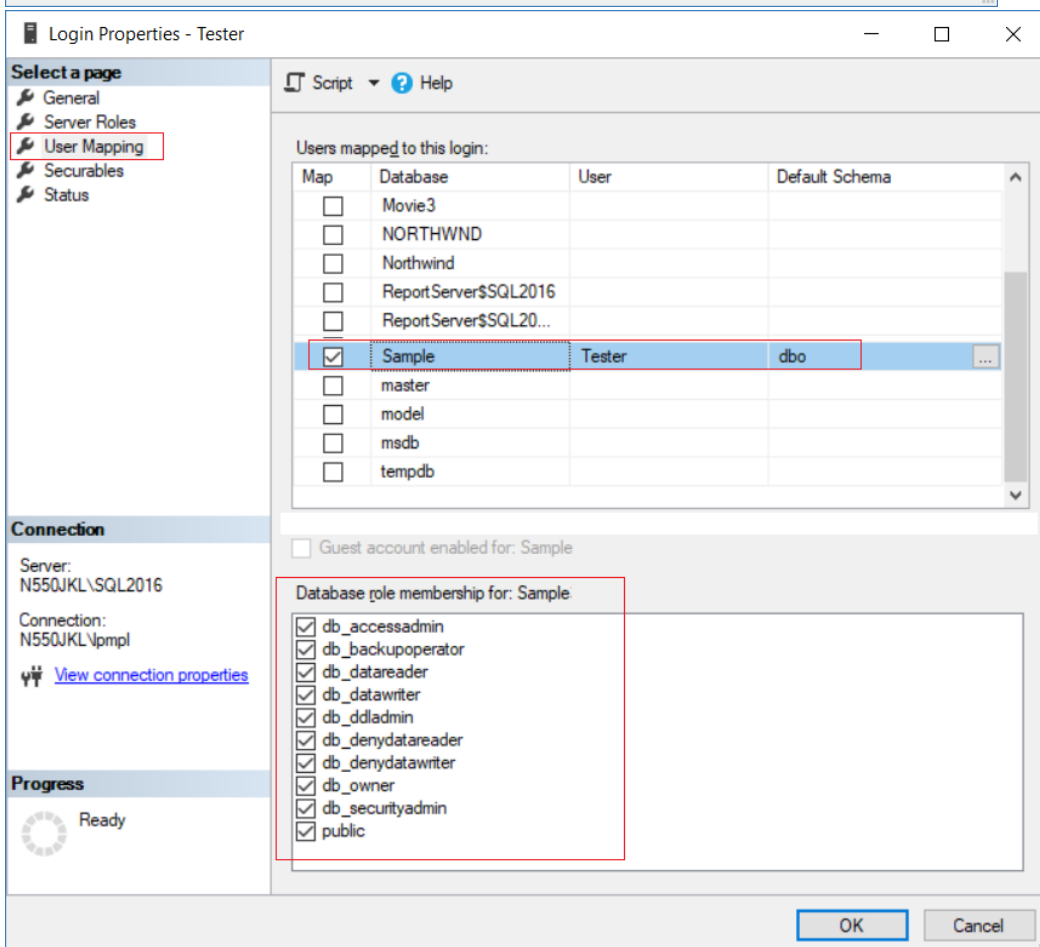 Login Properties - Tester
Select a page
General
Server Roles
User Mapping
Securables
Status
Script Help
Users mapped to this login:
Map Database User Default Schema
Movie3
NORTHWND
Northwind
ReportServer$SQL2016
ReportServer$SQL20...
Sample Tester dbo ...
master
model
msdb
tempdb
Guest account enabled for: Sample
Database role membership for: Sample
db_accessadmin
db_backupoperator
db_datareader
db_datawriter
db_ddladmin
db_denydatareader
db_denydatawriter
db_owner
db_securityadmin
public
Connection
Server:
N550JKL\SQL2016
Connection:
N550JKL\lpmpl
View connection properties
Progress
Ready
OK Cancel